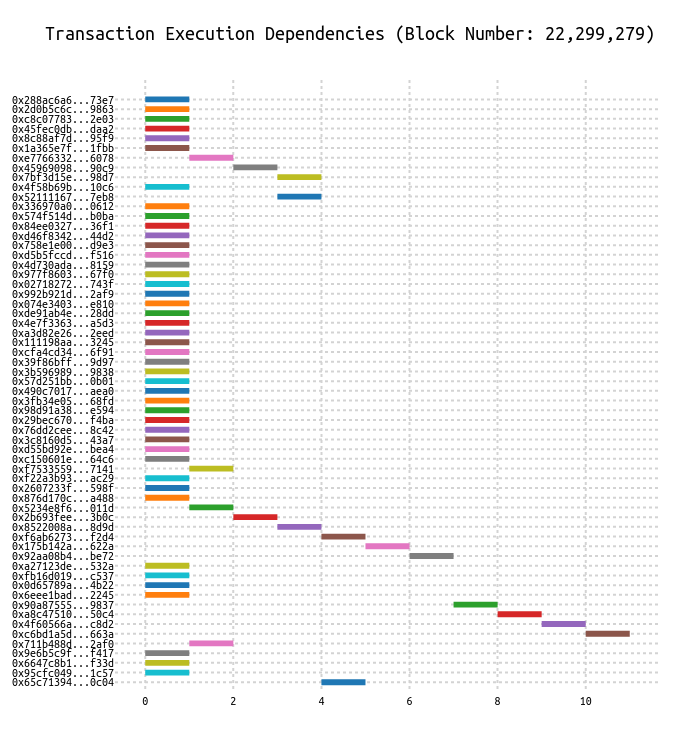 Transaction Execution Dependencies (Block Number: 22,299,279)
0x288ac6a6...73e7
0x2d0b5c6c...9863
0xc8c07783...2e03
0x45fec0db...daa2
0x8c88af7d...95f9
0x1a365e7f...1fbb
0xe7766332...6078
0x45969098...90c9
0x7bf3d15e...98d7
0x4f58b69b...10c6
0x52111167...7eb8
0x336970a0...0612
0x574f514d...b0ba
0x84ee0327...36f1
0xd46f8342...44d2
0x758e1e00...d9e3
0xd5b5fccd...f516
0x4d730ada...8159
0x977f8603...67f0
0x02718272...743f
0x992b921d...2af9
0x074e3403...e810
0xde91ab4e...28dd
0x4e7f3363...a5d3
0xa3d82e26...2eed
0x111198aa...3245
0xcfa4cd34...6f91
0x39f86bff...9d97
0x3b596989...9838
0x57d251bb...0b01
0x490c7017...aea0
0x3fb34e05...68fd
0x98d91a38...e594
0x29bec670...f4ba
0x76dd2cee...8c42
0x3c8160d5...43a7
0xd55bd92e...bea4
0xc150601e...64c6
0xf7533559...7141
0xf22a3b93...ac29
0x2607233f...598f
0x876d170c...a488
0x5234e8f6...011d
0x2b693fee...3b0c
0x8522008a...8d9d
0xf6ab6273...f2d4
0x175b142a...622a
0x92aa08b4...be72
0xa27123de...532a
0xfb16d019...c537
0x0d65789a...4b22
0x6eee1bad...2245
0x90a87555...9837
0xa8c47510...50c4
0x4f60566a...c8d2
0xc6bd1a5d...663a
0x711b488d...2af0
0x9e6b5c9f...f417
0x6647c8b1...f33d
0x95cfc049...1c57
0x65c71394...0c04
0 2 4 6 8 10